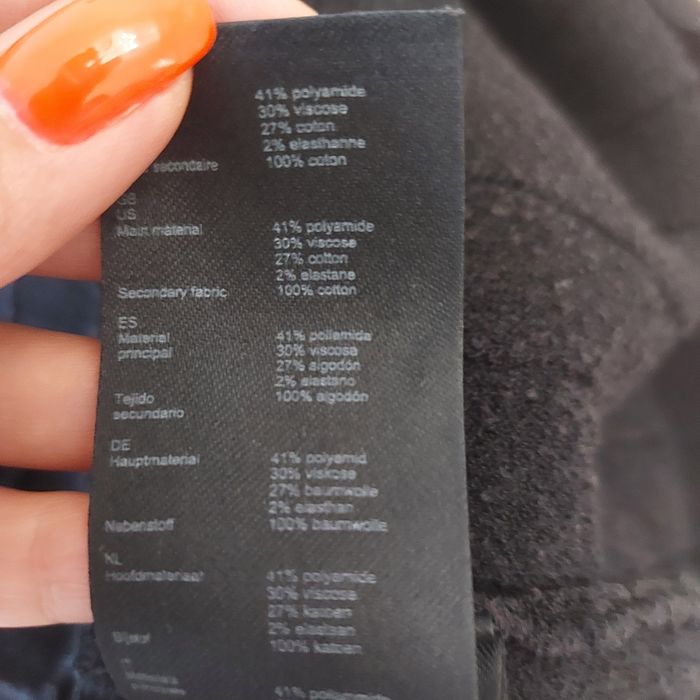 41% polyamide
30% viscose
27% coton
2% elasthanne
secondaire 100% coton
GB
US
Main material 41% polyamide
30% viscose
27% cotton
2% elastane
Secondary fabric 100% cotton
ES
Material 41% poliamida
principal 30% viscosa
27% algodón
2% elastano
Tejido 100% algodón
secundario
DE
Hauptmaterial 41% polyamid
30% viskose
27% baumwolle
2% elasthan
Nebenstoff 100% baumwolle
NL
Hoofdmateriaal 41% polyamide
30% viscose
27% katoen
2% elastaan
100% katoen
41% poliammide